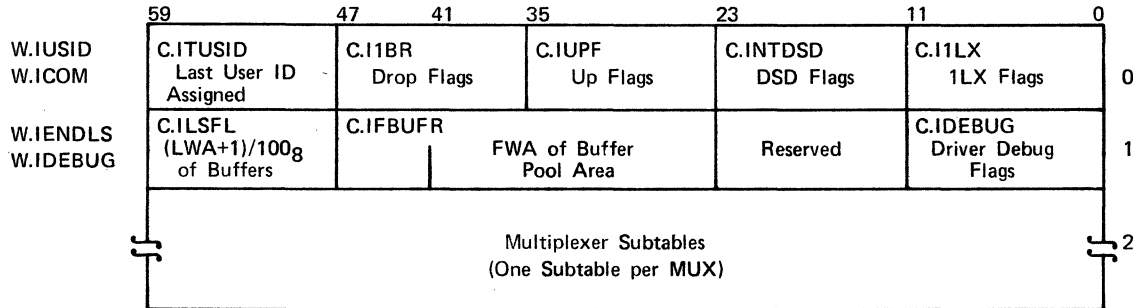 59 47 41 35 23 11 0
W.IUSID C.ITUSID C.I1BR C.IUPF C.INTDSD C.I1LX
W.ICOM Last User ID Drop Flags Up Flags DSD Flags 1LX Flags 0
Assigned
W.IENDLS C.ILSFL C.IFBUFR C.IDEBUG
W.IDEBUG (LWA+1)/100₈ FWA of Buffer Reserved Driver Debug 1
of Buffers Pool Area Flags
Multiplexer Subtables 2
(One Subtable per MUX)